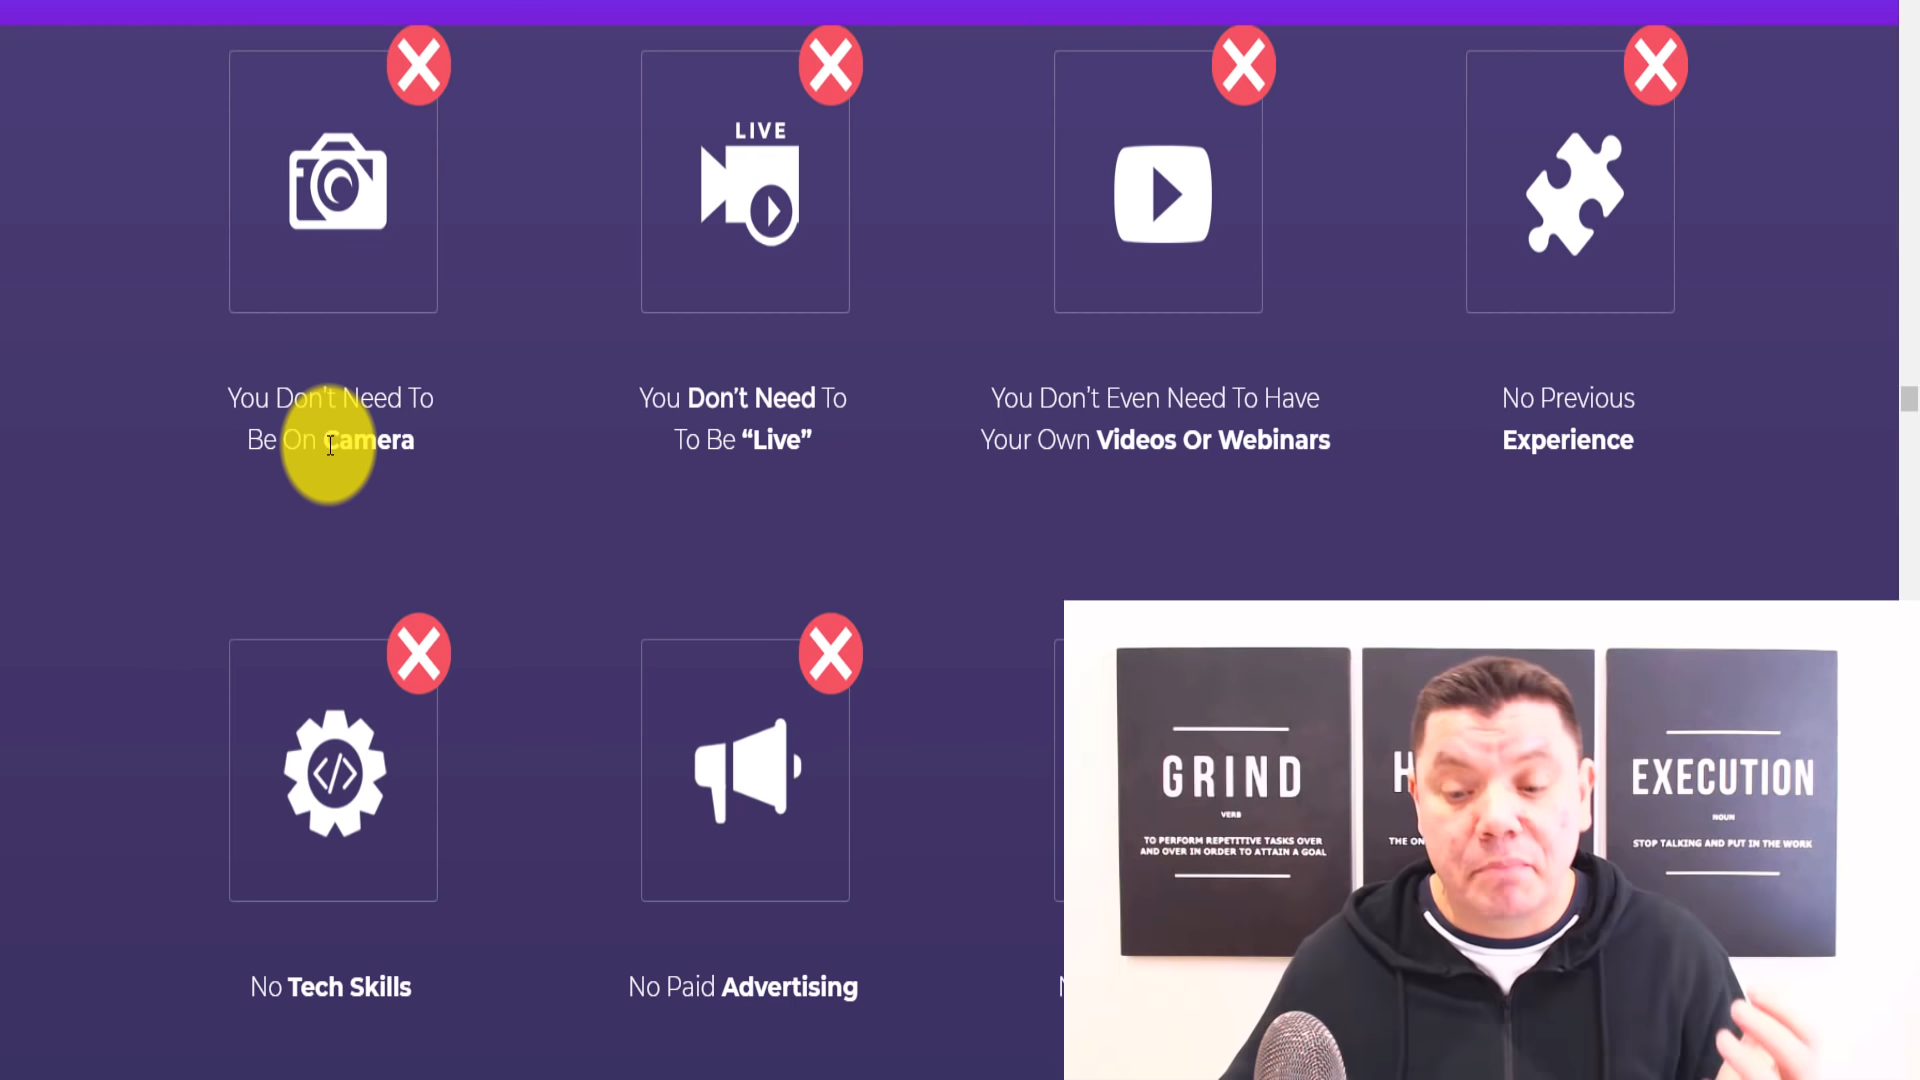 LIVE
You Don't Need To
Be On Camera
You Don't Need To
To Be “Live”
You Don't Even Need To Have
Your Own Videos Or Webinars
No Previous
Experience
No Tech Skills
No Paid Advertising
GRIND
VERB
TO PERFORM REPETITIVE TASKS OVER
AND OVER IN ORDER TO ATTAIN A GOAL
THE
EXECUTION
NOUN
STOP TALKING AND PUT IN THE WORK